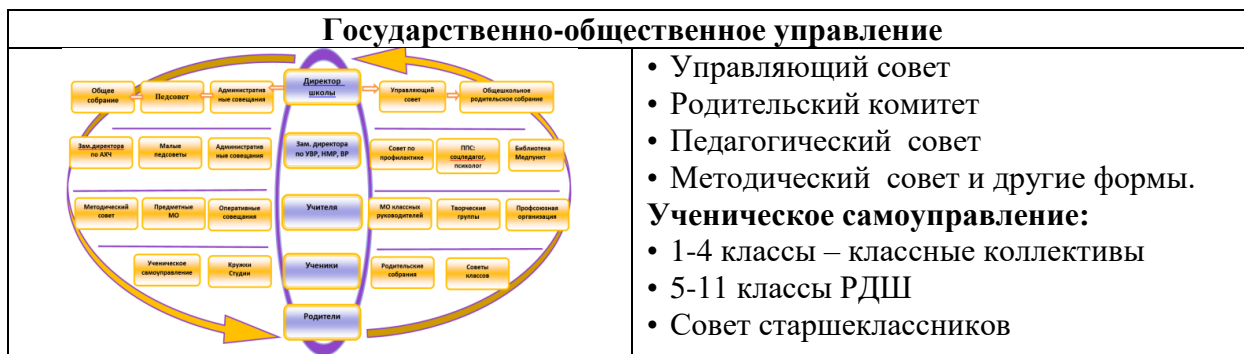 Государственно-общественное управление
Общее
собрание
Педсовет
Административ
ные совещания
Директор
школы
Управляющий
совет
Общешкольное
родительское собрание
Зам.директора
по АХЧ
Малые
педсоветы
Административ
ные совещания
Зам. директора
по УВР, НМР, ВР
Совет по
профилактике
ППС:
соцпедагог,
психолог
Библиотека
Медпункт
Методический
совет
Предметные
МО
Оперативные
совещания
Учителя
МО классных
руководителей
Творческие
группы
Профсоюзная
организация
Ученическое
самоуправление
Кружки
Студии
Ученики
Родительские
собрания
Советы
классов
Родители
• Управляющий совет
• Родительский комитет
• Педагогический совет
• Методический совет и другие формы.
Ученическое самоуправление:
• 1-4 классы – классные коллективы
• 5-11 классы РДШ
• Совет старшеклассников